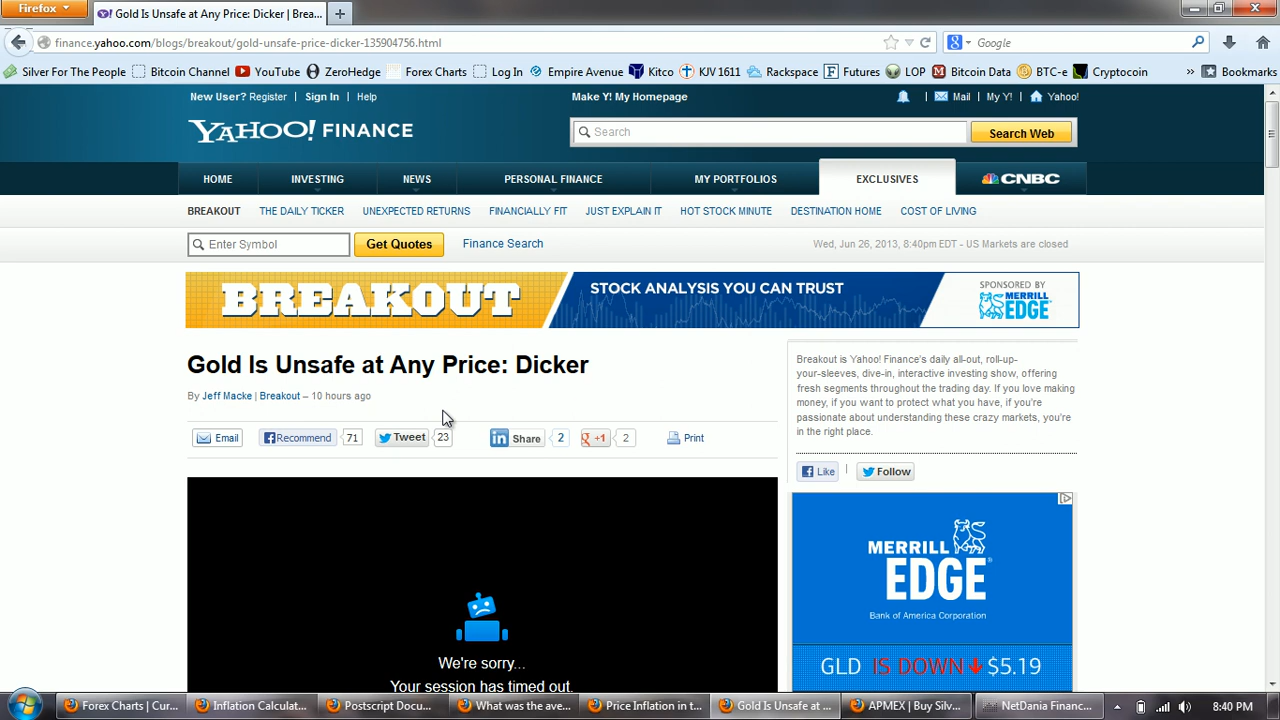 Firefox
Gold Is Unsafe at Any Price: Dicker | Brea...
finance.yahoo.com/blogs/breakout/gold-unsafe-price-dicker-135904756.html
Google
Silver For The People Bitcoin Channel YouTube ZeroHedge Forex Charts Log In Empire Avenue Kitco KJV 1611 Rackspace Futures LOP Bitcoin Data BTC-e Cryptocoin » Bookmarks
New User? Register | Sign In | Help Make Y! My Homepage | Mail | My Y! | Yahoo!
YAHOO! FINANCE
Search
Search Web
HOME INVESTING NEWS PERSONAL FINANCE MY PORTFOLIOS EXCLUSIVES CNBC
BREAKOUT THE DAILY TICKER UNEXPECTED RETURNS FINANCIALLY FIT JUST EXPLAIN IT HOT STOCK MINUTE DESTINATION HOME COST OF LIVING
Enter Symbol Get Quotes Finance Search Wed, Jun 26, 2013, 8:40pm EDT - US Markets are closed
BREAKOUT STOCK ANALYSIS YOU CAN TRUST
SPONSORED BY
MERRILL
EDGE
Gold Is Unsafe at Any Price: Dicker
By Jeff Macke | Breakout – 10 hours ago
Email Recommend 71 Tweet 23 Share 2 +1 2 Print
We're sorry...
Your session has timed out.
Breakout is Yahoo! Finance's daily all-out, roll-up-
your-sleeves, dive-in, interactive investing show, offering
fresh segments throughout the trading day. If you love making
money, if you want to protect what you have, if you're
passionate about understanding these crazy markets, you're
in the right place.
Like Follow
MERRILL
EDGE
Bank of America Corporation
GLD IS DOWN $5.19
Forex Charts | Cur... Inflation Calculat... Postscript Docu... What was the ave... Price Inflation in t... Gold Is Unsafe at ... APMEX | Buy Silv... NetDania Financ... 8:40 PM